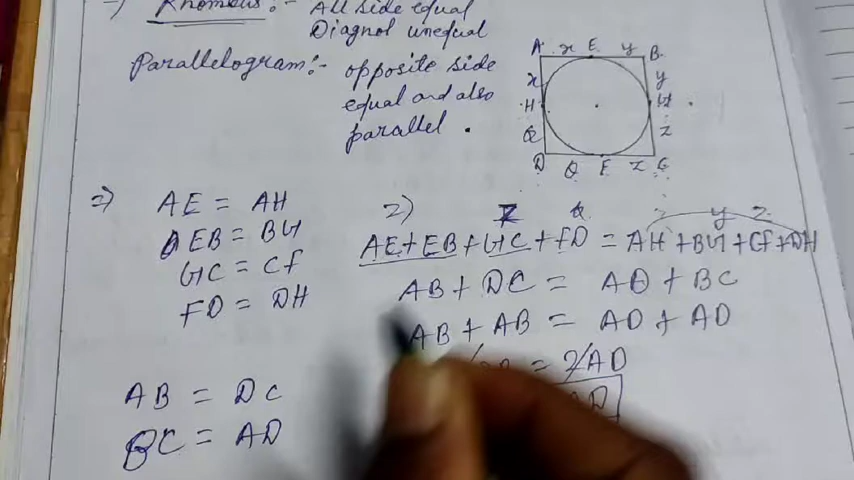 =) Rhombus:- All side equal
Diagnol unequal
Parallelogram:- opposite side
equal and also
parallel.
A x E y B
x y
H G
Q z
D Q F z C
=) AE = AH
EB = BG
GC = CF
FD = DH
2)
z Q y z
AE+EB+GC+FD = AH+BG+CF+DH
AB + DC = AD + BC
AB + AB = AD + AD
= 2AD
AB = DC
BC = AD